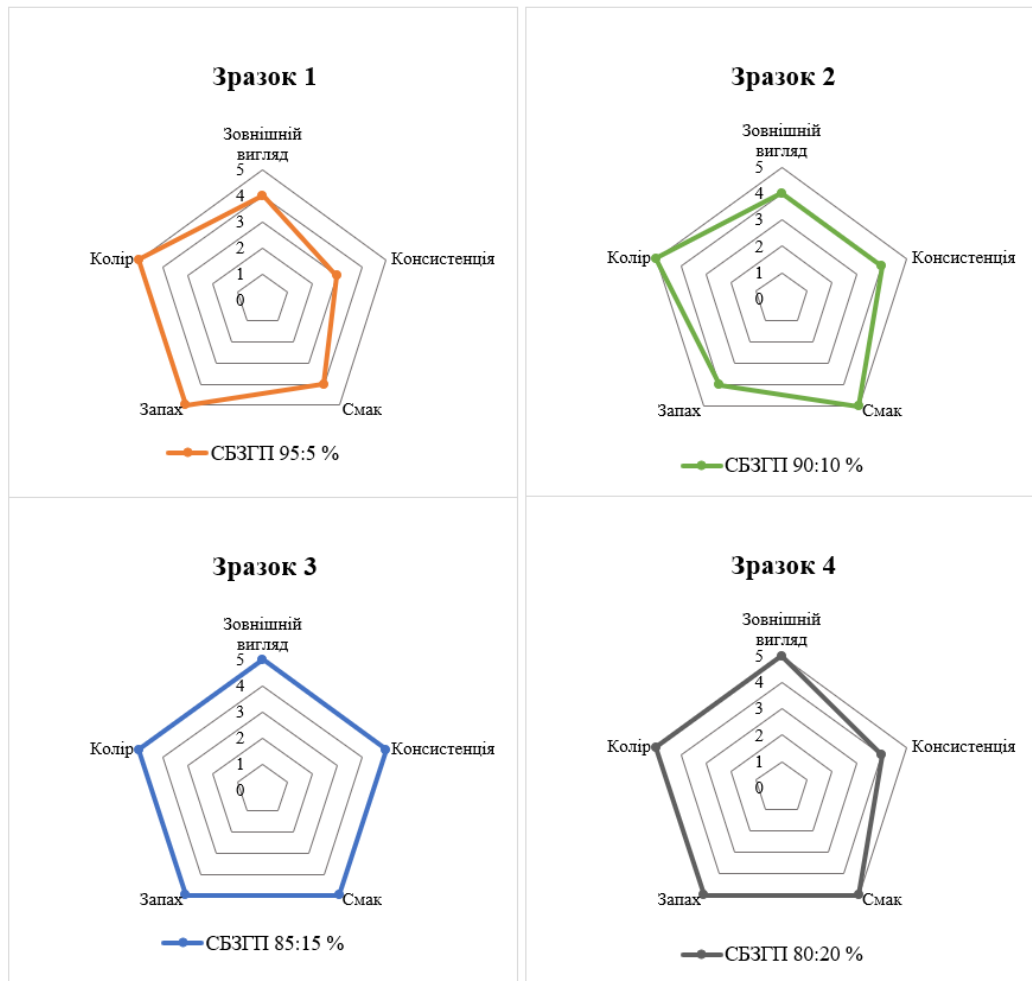 Зразок 1
Зовнішній
вигляд
5
4
3
2
1
0
Колір
Консистенція
Запах
Смак
СБЗГП 95:5 %
Зразок 2
Зовнішній
вигляд
5
4
3
2
1
0
Колір
Консистенція
Запах
Смак
СБЗГП 90:10 %
Зразок 3
Зовнішній
вигляд
5
4
3
2
1
0
Колір
Консистенція
Запах
Смак
СБЗГП 85:15 %
Зразок 4
Зовнішній
вигляд
5
4
3
2
1
0
Колір
Консистенція
Запах
Смак
СБЗГП 80:20 %